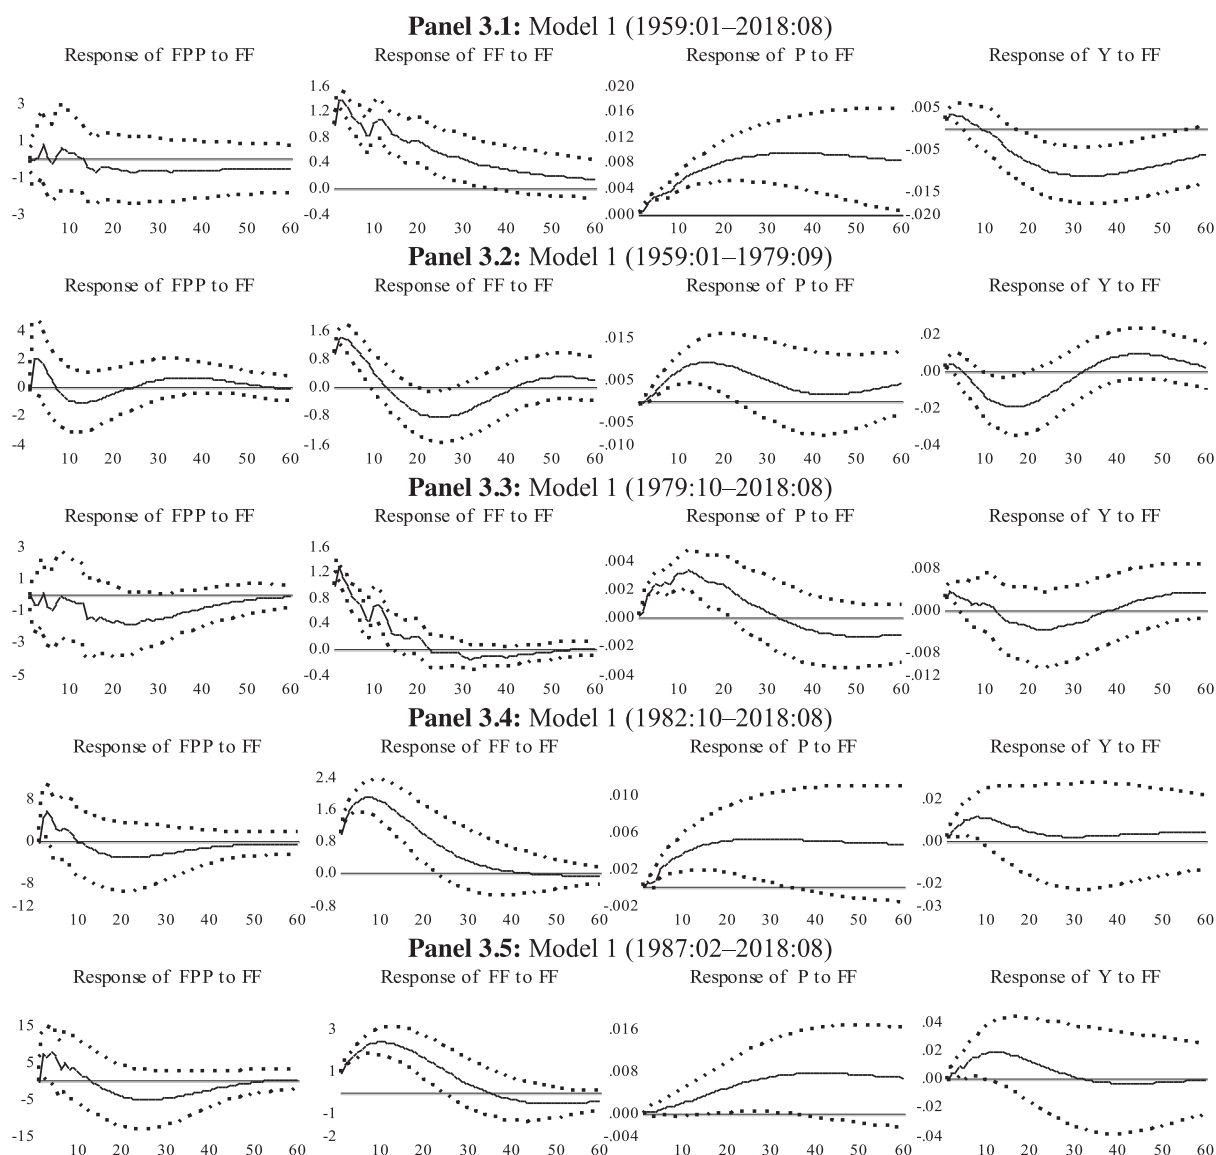 Panel 3.1: Model 1 (1959:01–2018:08)
Response of FPP to FF
3
1
-1
-3
10 20 30 40 50 60
Response of FF to FF
1.6
1.2
0.8
0.4
0.0
-0.4
10 20 30 40 50 60
Response of P to FF
.020
.016
.012
.008
.004
.000
10 20 30 40 50 60
Response of Y to FF
.005
-.005
-.015
-.020
10 20 30 40 50 60
Panel 3.2: Model 1 (1959:01–1979:09)
Response of FPP to FF
4
2
0
-2
-4
10 20 30 40 50 60
Response of FF to FF
1.6
0.8
0.0
-0.8
-1.6
10 20 30 40 50 60
Response of P to FF
.015
.005
-.005
-.010
10 20 30 40 50 60
Response of Y to FF
.02
.00
-.02
-.04
10 20 30 40 50 60
Panel 3.3: Model 1 (1979:10–2018:08)
Response of FPP to FF
3
1
-1
-3
-5
10 20 30 40 50 60
Response of FF to FF
1.6
1.2
0.8
0.4
0.0
-0.4
10 20 30 40 50 60
Response of P to FF
.004
.002
.000
-.002
-.004
10 20 30 40 50 60
Response of Y to FF
.008
.000
-.008
-.012
10 20 30 40 50 60
Panel 3.4: Model 1 (1982:10–2018:08)
Response of FPP to FF
8
0
-8
-12
10 20 30 40 50 60
Response of FF to FF
2.4
1.6
0.8
0.0
-0.8
10 20 30 40 50 60
Response of P to FF
.010
.006
.002
-.002
10 20 30 40 50 60
Response of Y to FF
.02
.00
-.02
-.03
10 20 30 40 50 60
Panel 3.5: Model 1 (1987:02–2018:08)
Response of FPP to FF
15
5
-5
-15
10 20 30 40 50 60
Response of FF to FF
3
1
-1
-2
10 20 30 40 50 60
Response of P to FF
.016
.008
.000
-.004
10 20 30 40 50 60
Response of Y to FF
.04
.02
.00
-.02
-.04
10 20 30 40 50 60